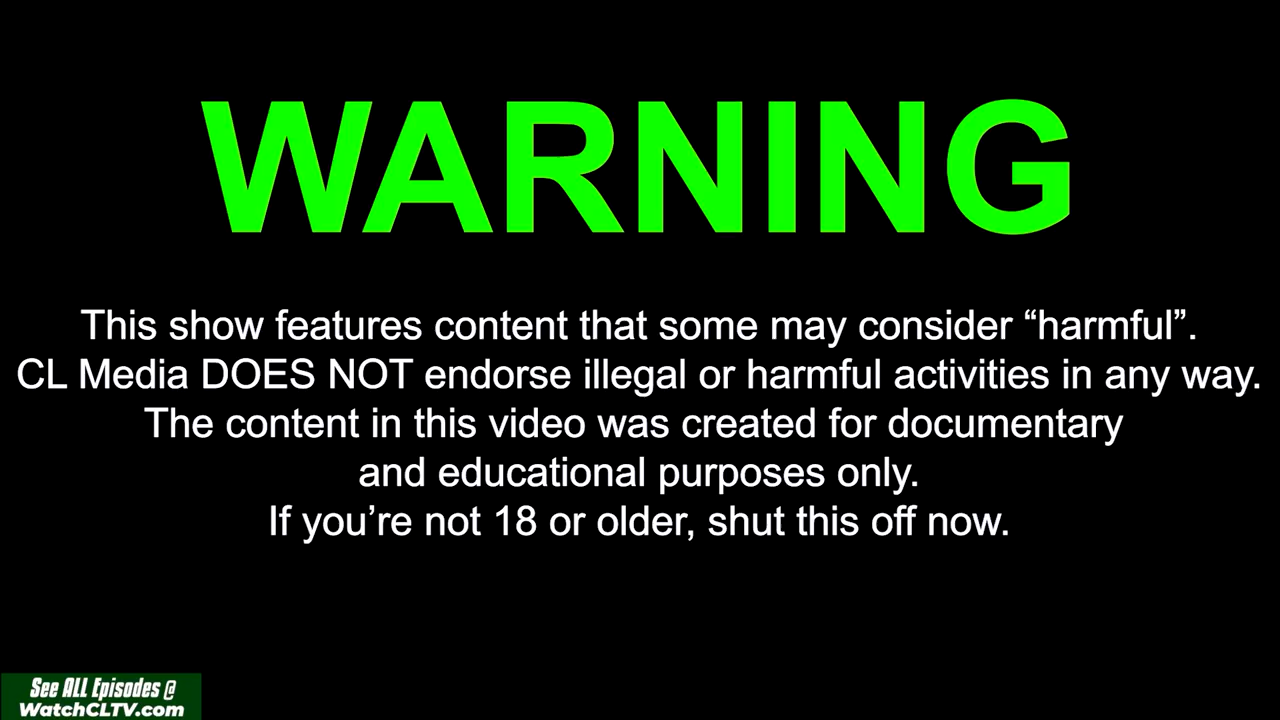 WARNING
This show features content that some may consider “harmful”.
CL Media DOES NOT endorse illegal or harmful activities in any way.
The content in this video was created for documentary
and educational purposes only.
If you’re not 18 or older, shut this off now.
See ALL Episodes @
WatchCLTV.com